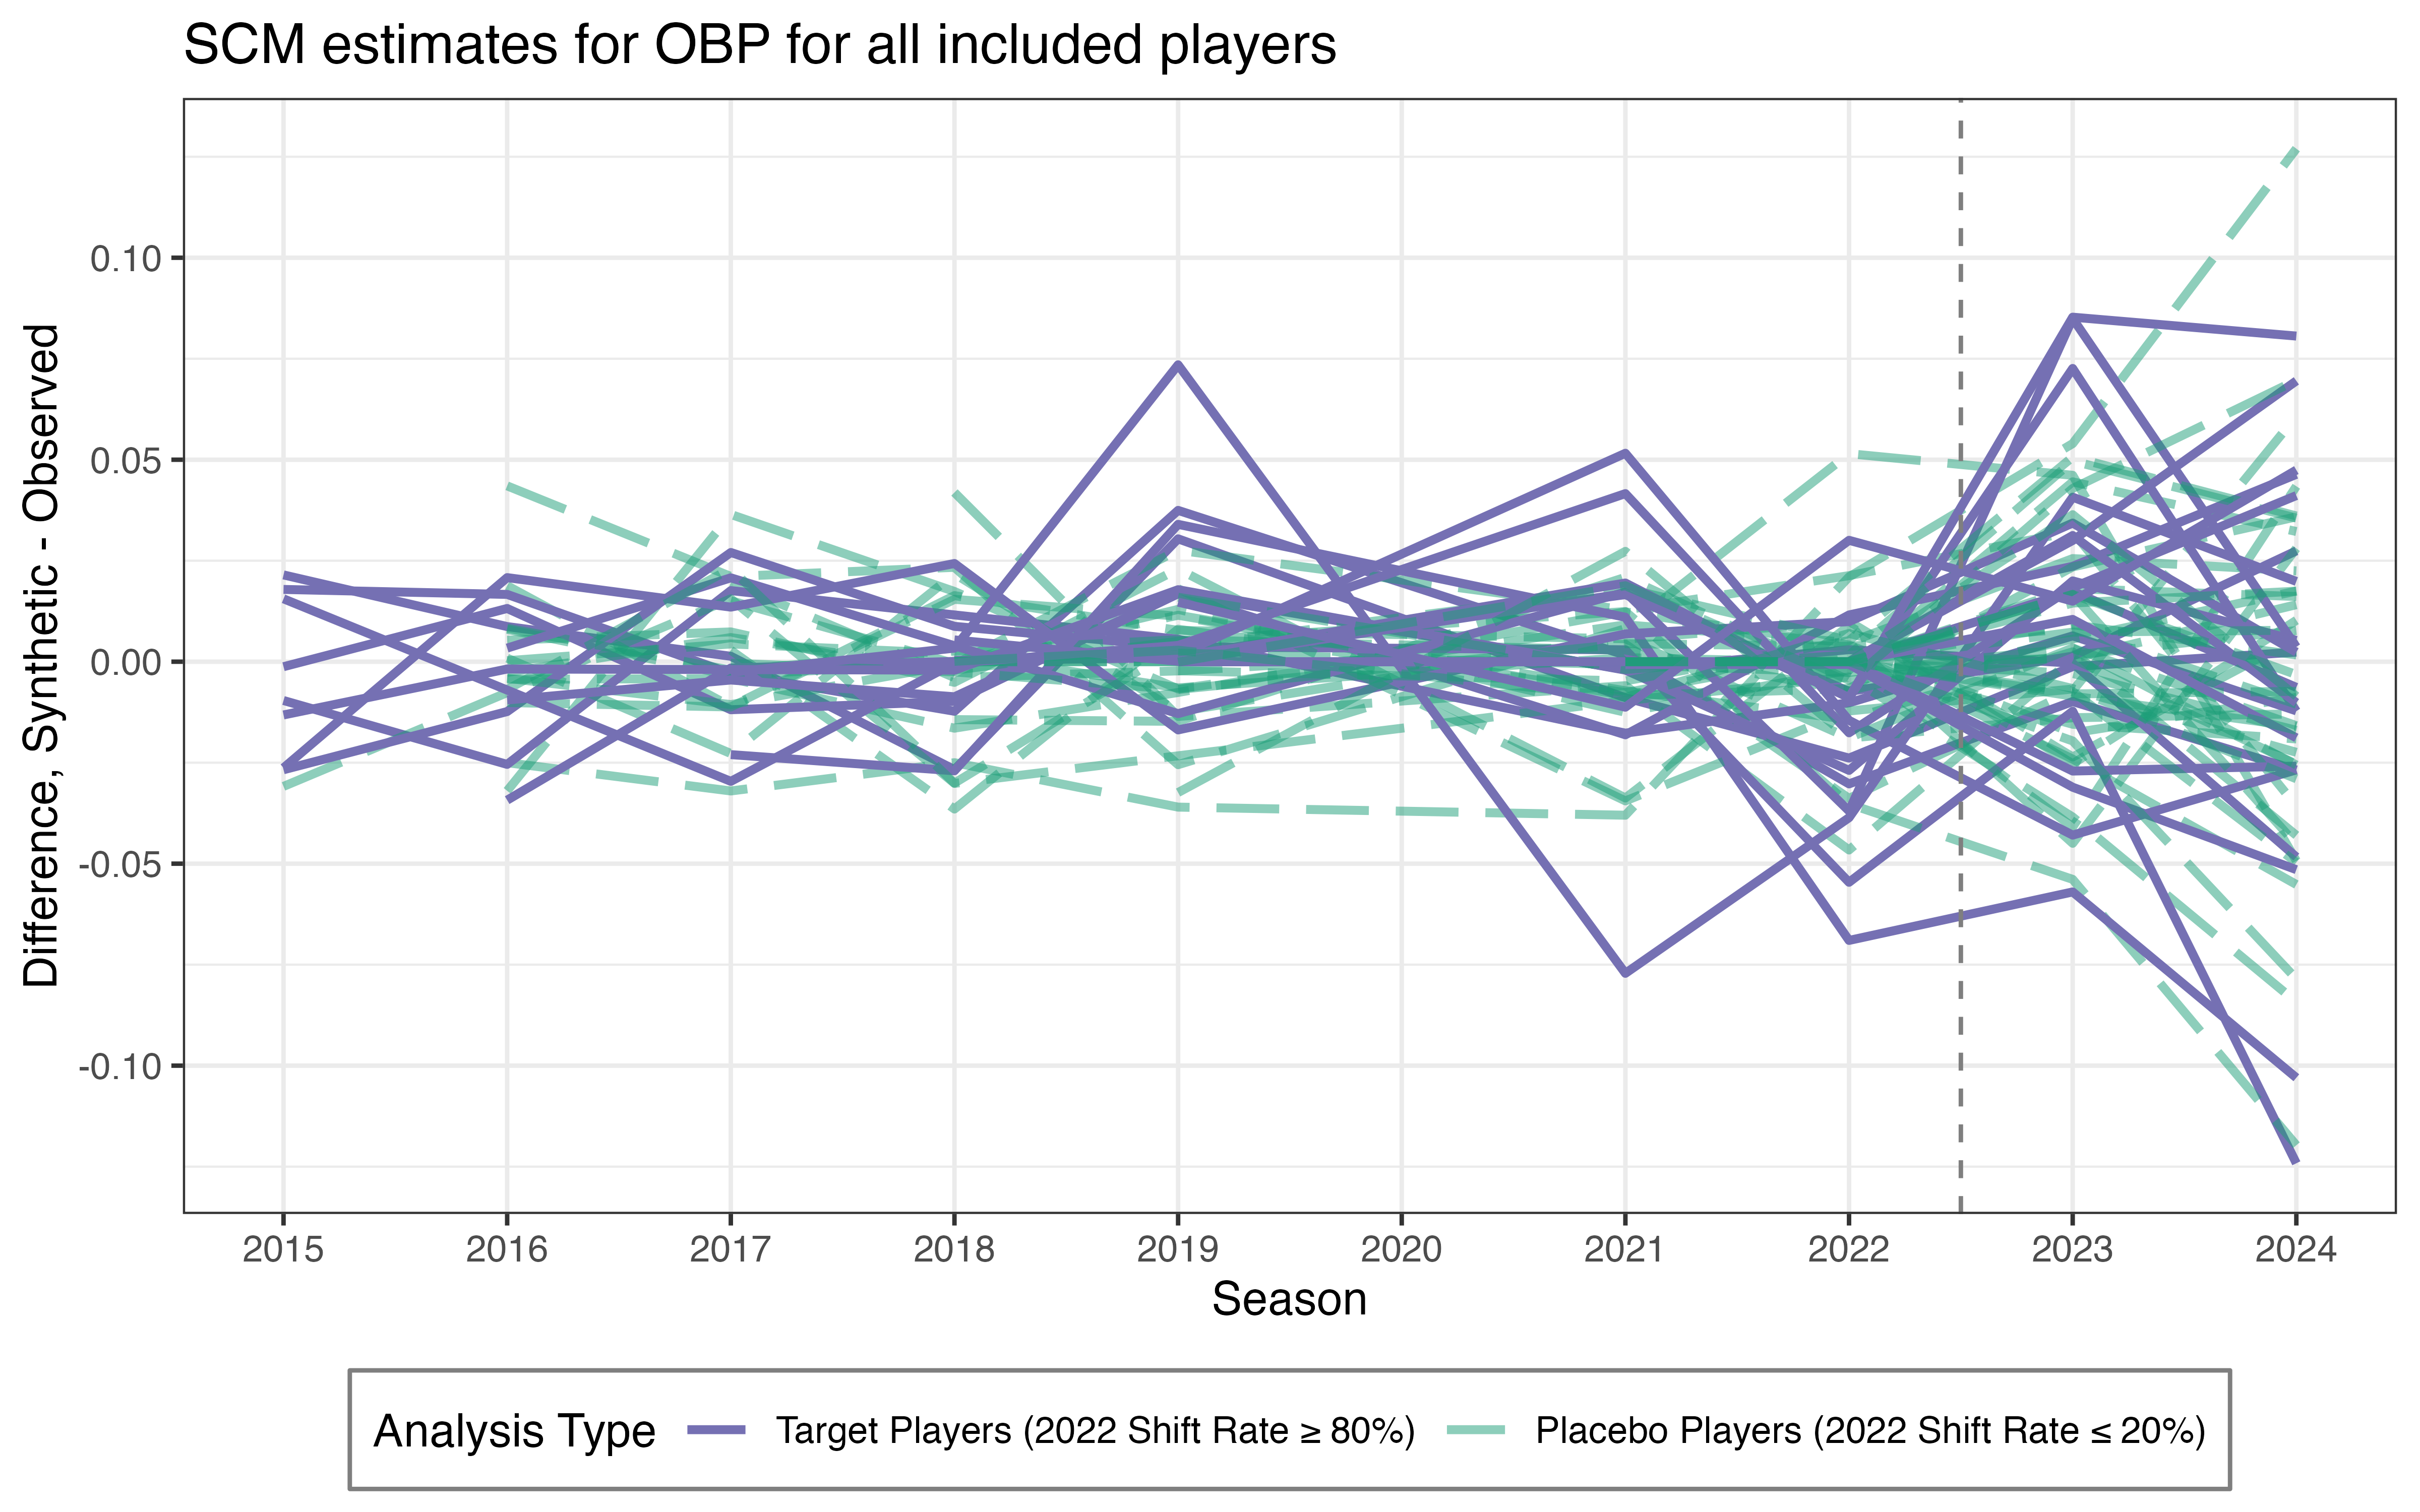 SCM estimates for OBP for all included players
Difference, Synthetic - Observed
0.10
0.05
0.00
-0.05
-0.10
2015 2016 2017 2018 2019 2020 2021 2022 2023 2024
Season
Analysis Type Target Players (2022 Shift Rate ≥ 80%) Placebo Players (2022 Shift Rate ≤ 20%)